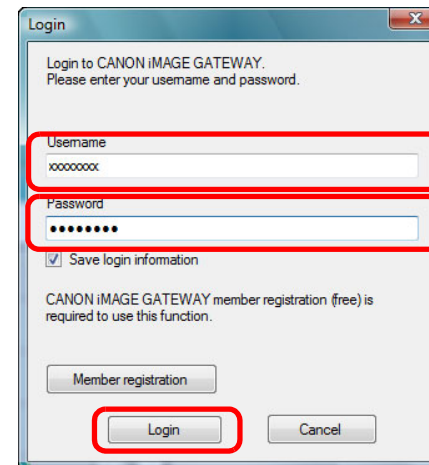 Login
Login to CANON iMAGE GATEWAY.
Please enter your username and password.
Username
xxxxxxxx
Password
••••••••
Save login information
CANON iMAGE GATEWAY member registration (free) is
required to use this function.
Member registration
Login
Cancel